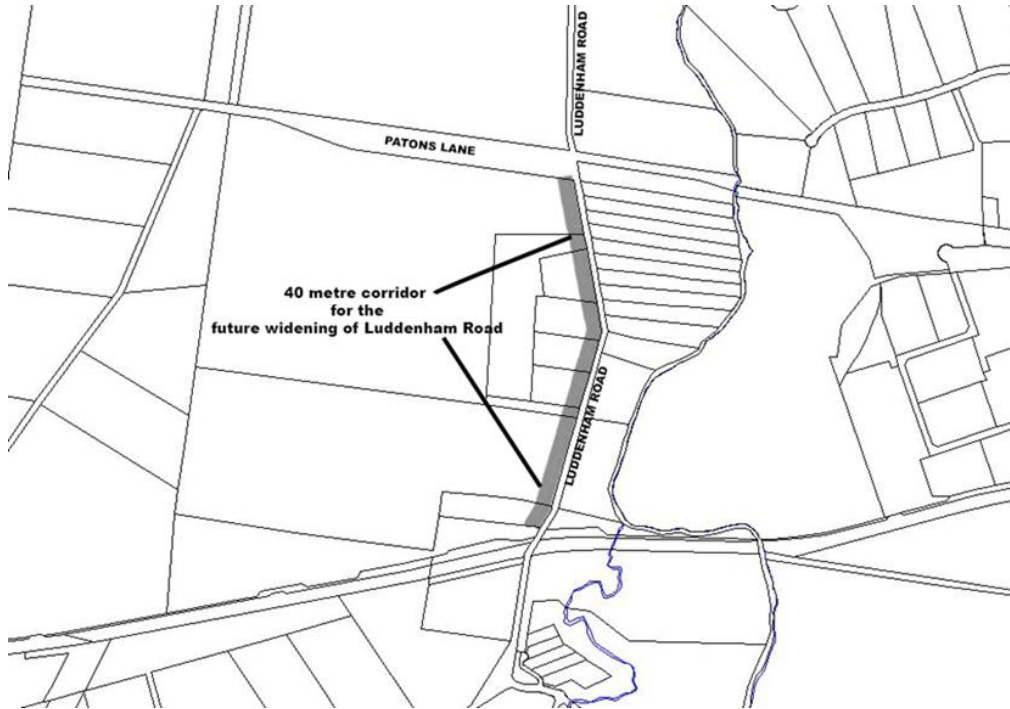 LUDDENHAM ROAD
PATONS LANE
40 metre corridor
for the
future widening of Luddenham Road
LUDDENHAM ROAD